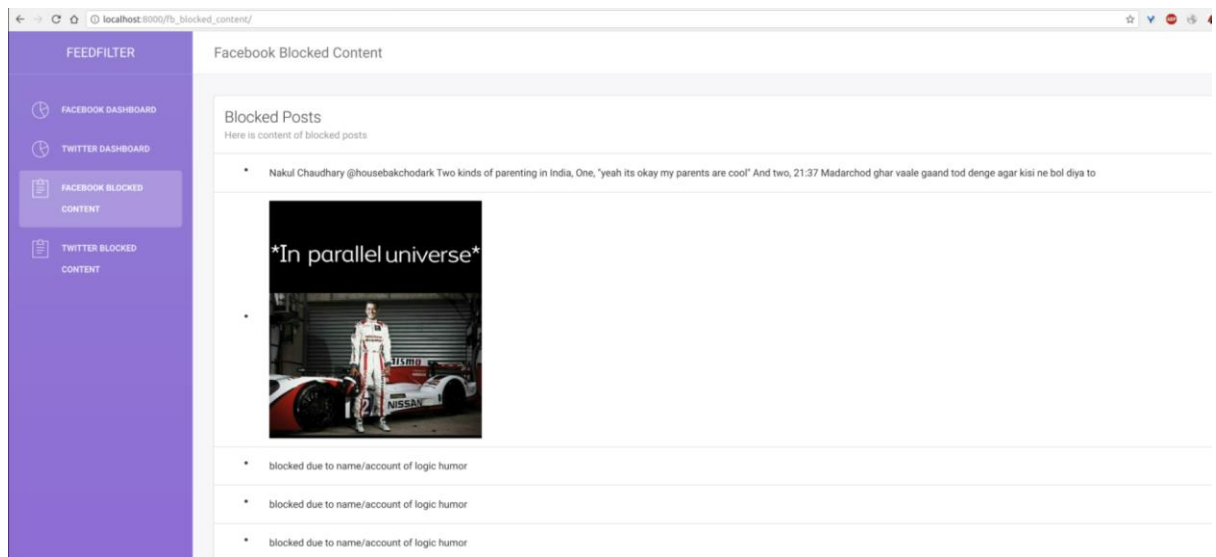 localhost:8000/fb_blocked_content/
FEEDFILTER
Facebook Blocked Content
FACEBOOK DASHBOARD
TWITTER DASHBOARD
FACEBOOK BLOCKED
CONTENT
TWITTER BLOCKED
CONTENT
Blocked Posts
Here is content of blocked posts
Nakul Chaudhary @housebakchodark Two kinds of parenting in India, One, "yeah its okay my parents are cool" And two, 21:37 Madarchod ghar vaale gaand tod denge agar kisi ne bol diya to
*In parallel universe*
nismo
NISSAN
blocked due to name/account of logic humor
blocked due to name/account of logic humor
blocked due to name/account of logic humor